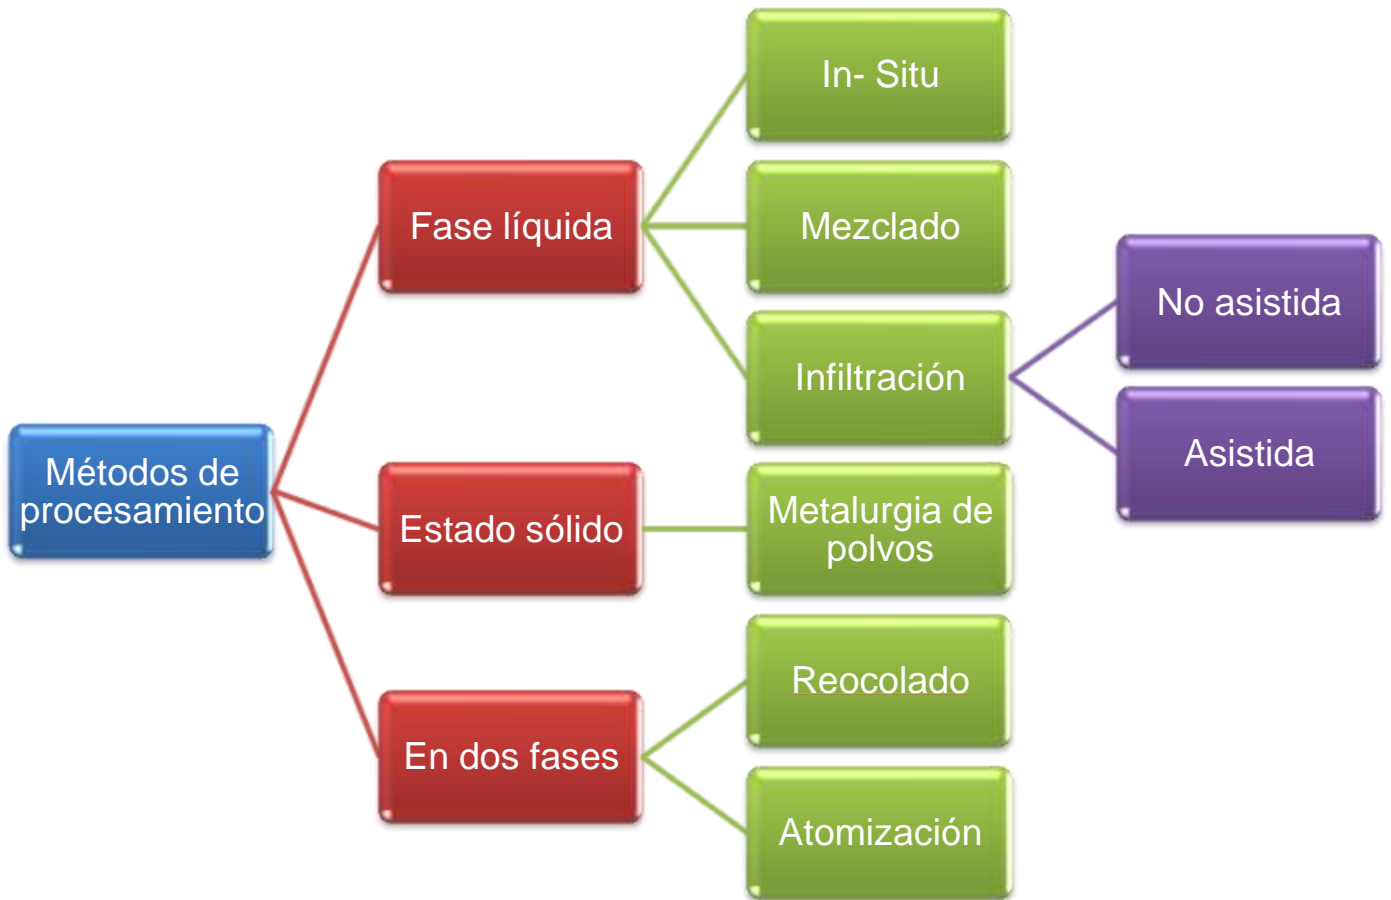 Métodos de
procesamiento
Fase líquida
In- Situ
Mezclado
Infiltración
No asistida
Asistida
Estado sólido
Metalurgia de
polvos
En dos fases
Reocolado
Atomización